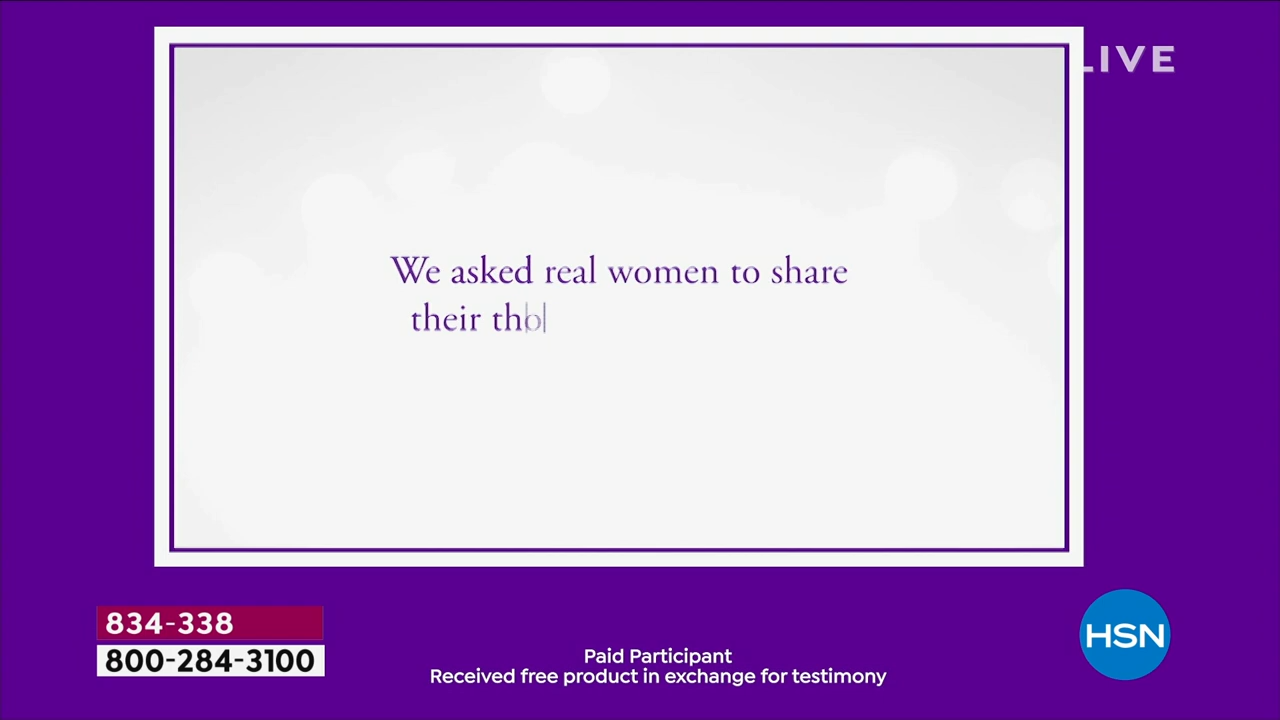 LIVE
We asked real women to share
their tho
834-338
800-284-3100
Paid Participant
Received free product in exchange for testimony
HSN